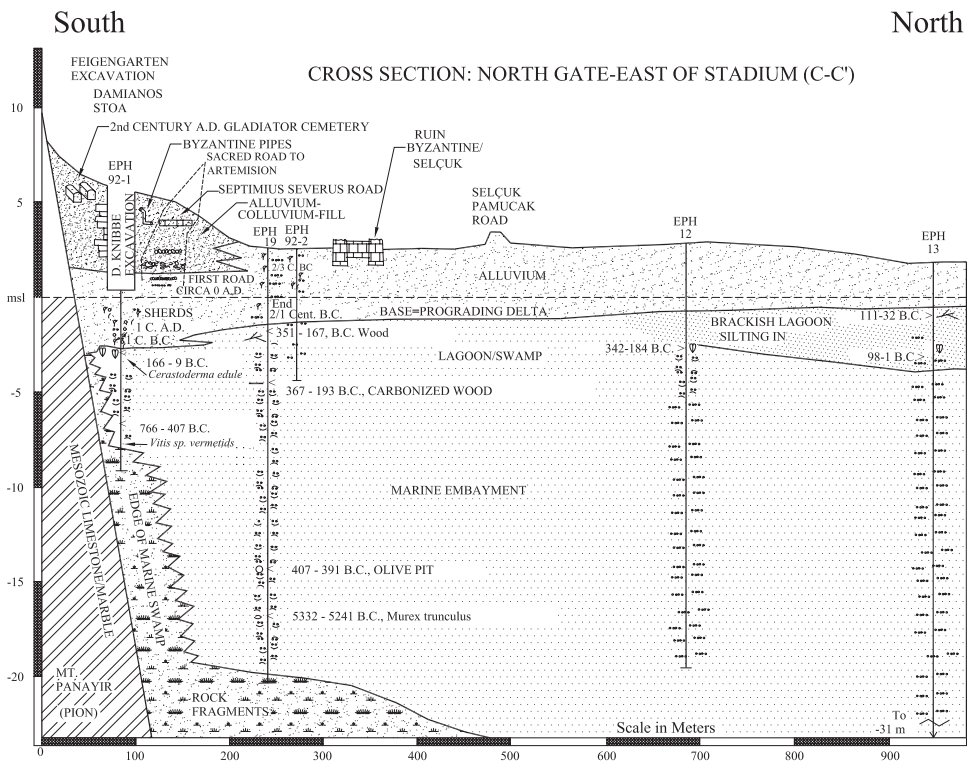 South
North
FEIGENGARTEN
EXCAVATION
DAMIANOS
STOA
CROSS SECTION: NORTH GATE-EAST OF STADIUM (C-C')
10
2nd CENTURY A.D. GLADIATOR CEMETERY
BYZANTINE PIPES
SACRED ROAD TO
ARTEMISION
RUIN
BYZANTINE/
SELÇUK
EPH
92-1
SEPTIMIUS SEVERUS ROAD
ALLUVIUM-
COLLUVIUM-FILL
SELÇUK
PAMUCAK
ROAD
5
D. KNIBBE
EXCAVATION
EPH
19
EPH
92-2
EPH
12
EPH
13
2/3 C. BC
ALLUVIUM
FIRST ROAD
CIRCA 0 A.D.
msl
End
2/1 Cent. B.C.
BASE=PROGRADING DELTA
111-32 B.C.
SHERDS
1 C. A.D.
1 C. B.C.
BRACKISH LAGOON
SILTING IN
351 - 167, B.C. Wood
342-184 B.C.
LAGOON/SWAMP
98-1 B.C.
166 - 9 B.C.
Cerastoderma edule
-5
367 - 193 B.C., CARBONIZED WOOD
766 - 407 B.C.
Vitis sp. vermetids
-10
MARINE EMBAYMENT
MESOZOIC LIMESTONE/MARBLE
EDGE OF MARINE SWAMP
407 - 391 B.C., OLIVE PIT
-15
5332 - 5241 B.C., Murex trunculus
-20
MT.
PANAYIR
(PION)
ROCK
FRAGMENTS
Scale in Meters
To
-31 m
0
100
200
300
400
500
600
700
800
900